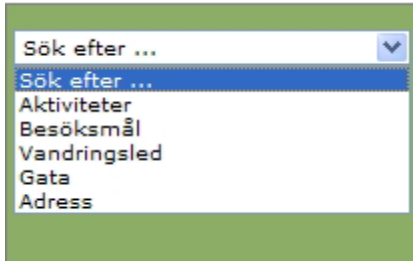 Sök efter ...
Sök efter ...
Aktiviteter
Besöksmål
Vandringsled
Gata
Adress